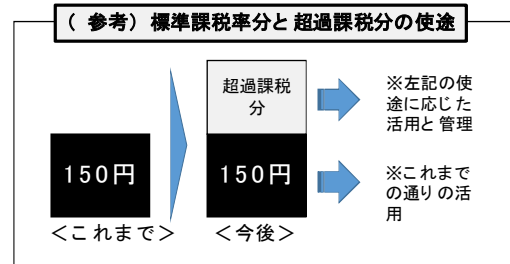 （参考）標準課税率分と超過課税分の使途
超過課税
分
※左記の使
途に応じた
活用と管理
150円
150円
※これまで
の通りの活
用
＜これまで＞
＜今後＞